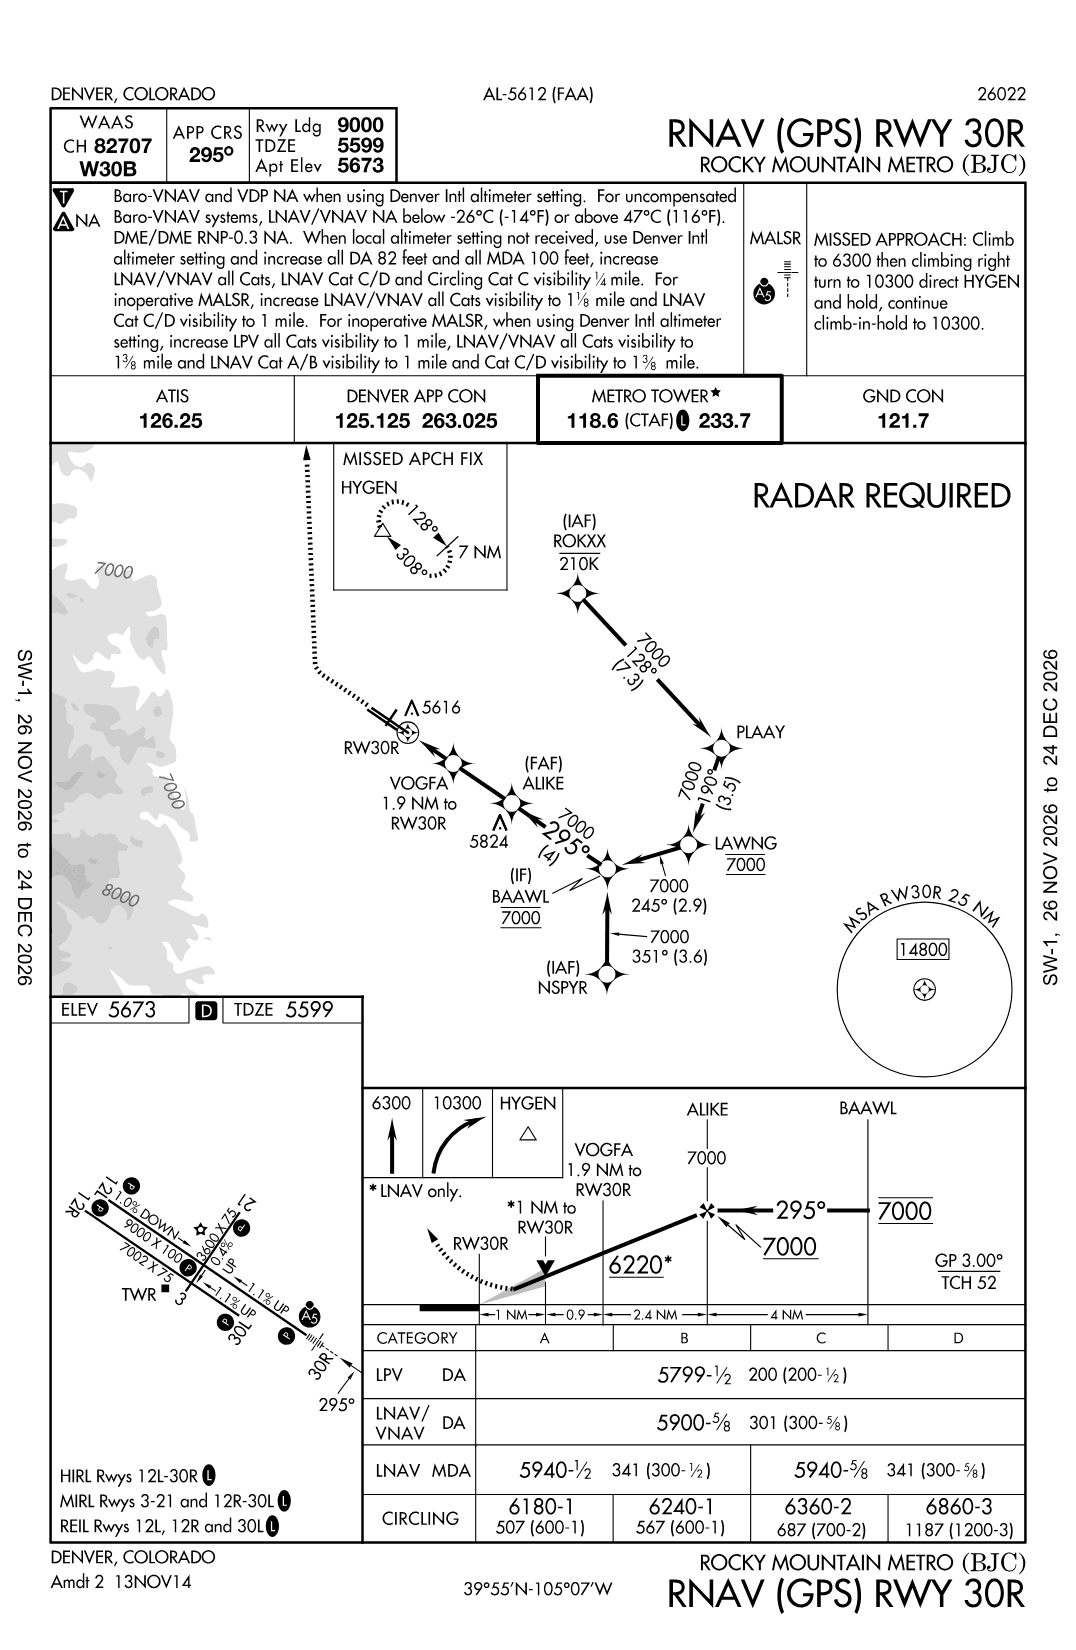 DENVER, COLORADO
AL-5612 (FAA)
26022
WAAS
CH 82707
W30B
APP CRS
295°
Rwy Ldg 9000
TDZE 5599
Apt Elev 5673
RNAV (GPS) RWY 30R
ROCKY MOUNTAIN METRO (BJC)
T
A NA
Baro-VNAV and VDP NA when using Denver Intl altimeter setting. For uncompensated
Baro-VNAV systems, LNAV/VNAV NA below -26°C (-14°F) or above 47°C (116°F).
DME/DME RNP-0.3 NA. When local altimeter setting not received, use Denver Intl
altimeter setting and increase all DA 82 feet and all MDA 100 feet, increase
LNAV/VNAV all Cats, LNAV Cat C/D and Circling Cat C visibility ¼ mile. For
inoperative MALSR, increase LNAV/VNAV all Cats visibility to 1⅛ mile and LNAV
Cat C/D visibility to 1 mile. For inoperative MALSR, when using Denver Intl altimeter
setting, increase LPV all Cats visibility to 1 mile, LNAV/VNAV all Cats visibility to
1⅜ mile and LNAV Cat A/B visibility to 1 mile and Cat C/D visibility to 1⅜ mile.
MALSR
A5
MISSED APPROACH: Climb
to 6300 then climbing right
turn to 10300 direct HYGEN
and hold, continue
climb-in-hold to 10300.
ATIS
126.25
DENVER APP CON
125.125 263.025
METRO TOWER★
118.6 (CTAF) L 233.7
GND CON
121.7
MISSED APCH FIX
HYGEN
128°
308°
7 NM
RADAR REQUIRED
(IAF)
ROKXX
210K
7000
128°
(7.3)
PLAAY
7000
190°
(3.5)
LAWNG
7000
7000
245° (2.9)
7000
351° (3.6)
(IAF)
NSPYR
(IF)
BAAWL
7000
7000
295°
(4)
(FAF)
ALIKE
5824
VOGFA
1.9 NM to
RW30R
RW30R
5616
7000
7000
8000
MSA RW30R 25 NM
14800
SW-1, 26 NOV 2026 to 24 DEC 2026
SW-1, 26 NOV 2026 to 24 DEC 2026
ELEV 5673
D
TDZE 5599
12L
12R
P
P
1.0% DOWN
9000 X 100
7002 X 75
3600 X 75
0.4%
UP
21
P
P
TWR
3
1.1% UP
1.1% UP
P
30L
P
A5
30R
295°
HIRL Rwys 12L-30R L
MIRL Rwys 3-21 and 12R-30L L
REIL Rwys 12L, 12R and 30L L
6300
10300
HYGEN
*LNAV only.
VOGFA
1.9 NM to
RW30R
*1 NM to
RW30R
RW30R
ALIKE
7000
BAAWL
295°
7000
7000
6220*
GP 3.00°
TCH 52
1 NM
0.9
2.4 NM
4 NM
CATEGORY A B C D
LPV DA 5799-½ 200 (200-½)
LNAV/
VNAV DA 5900-⅝ 301 (300-⅝)
LNAV MDA 5940-½ 341 (300-½) 5940-⅝ 341 (300-⅝)
CIRCLING
6180-1
507 (600-1)
6240-1
567 (600-1)
6360-2
687 (700-2)
6860-3
1187 (1200-3)
DENVER, COLORADO
Amdt 2 13NOV14
39°55'N-105°07'W
ROCKY MOUNTAIN METRO (BJC)
RNAV (GPS) RWY 30R